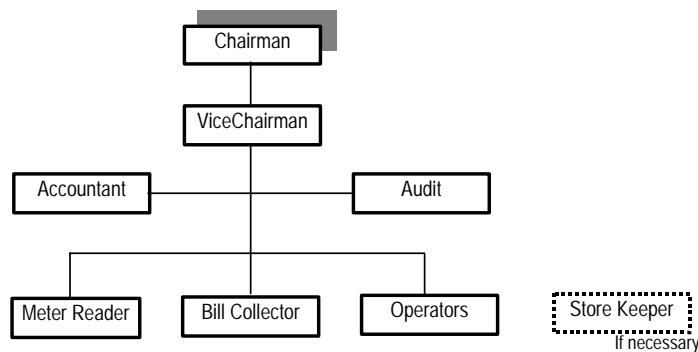 Chairman
ViceChairman
Accountant
Audit
Meter Reader
Bill Collector
Operators
Store Keeper
If necessary